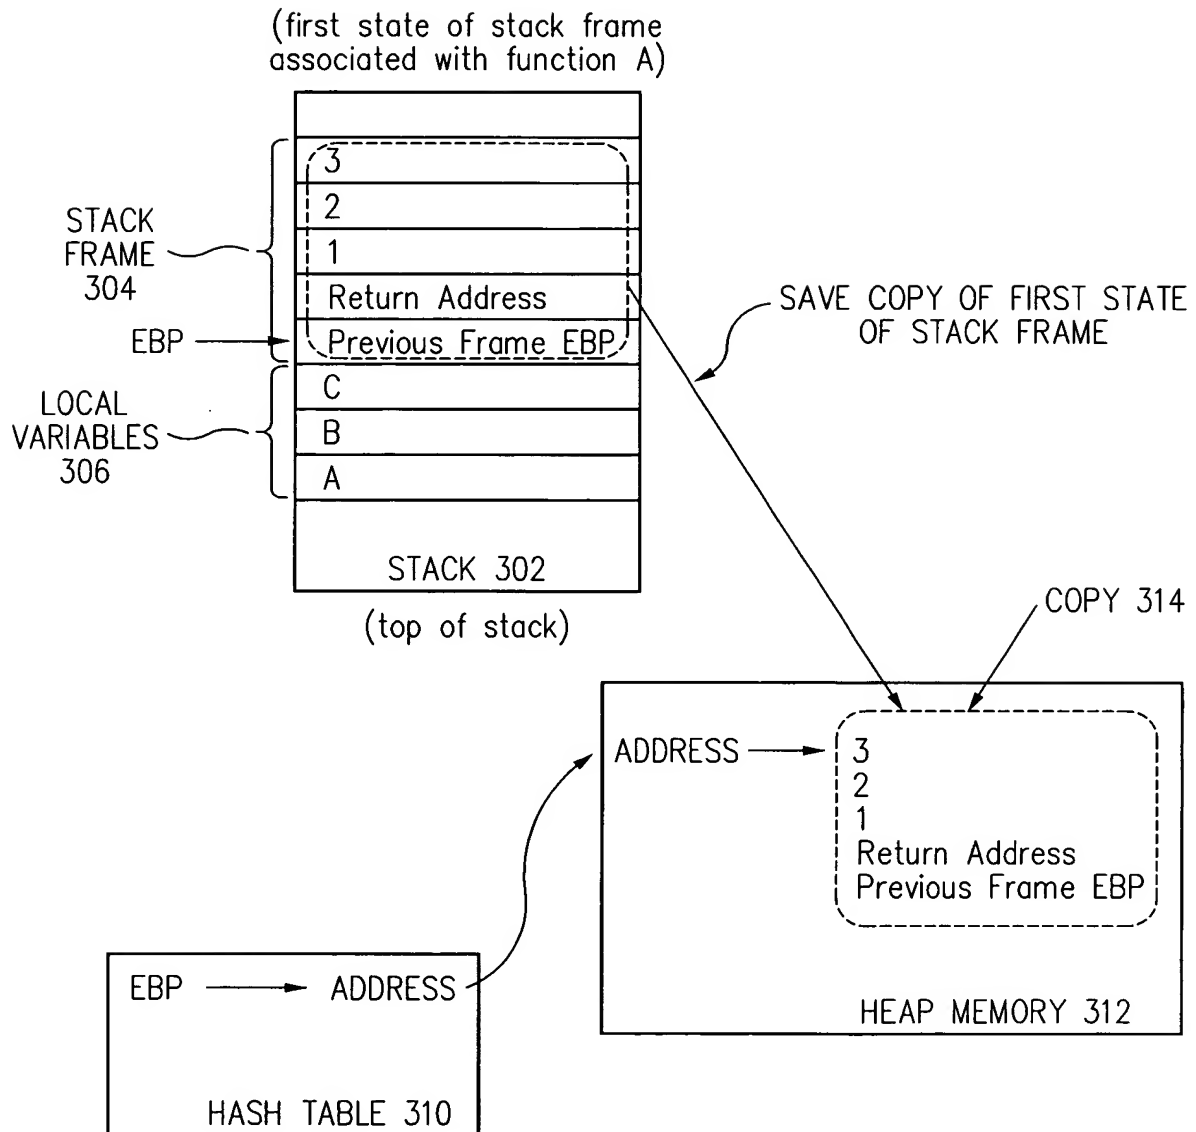 (first state of stack frame
associated with function A)
3
2
1
Return Address
Previous Frame EBP
C
B
A
STACK 302
(top of stack)
STACK
FRAME
304
EBP
LOCAL
VARIABLES
306
SAVE COPY OF FIRST STATE
OF STACK FRAME
COPY 314
ADDRESS
3
2
1
Return Address
Previous Frame EBP
HEAP MEMORY 312
EBP
ADDRESS
HASH TABLE 310